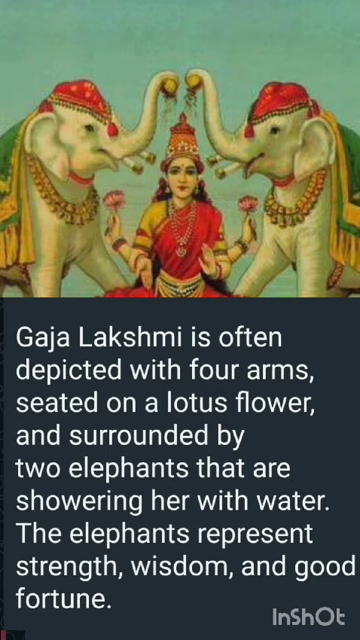 Gaja Lakshmi is often
depicted with four arms,
seated on a lotus flower,
and surrounded by
two elephants that are
showering her with water.
The elephants represent
strength, wisdom, and good
fortune.
InShOt